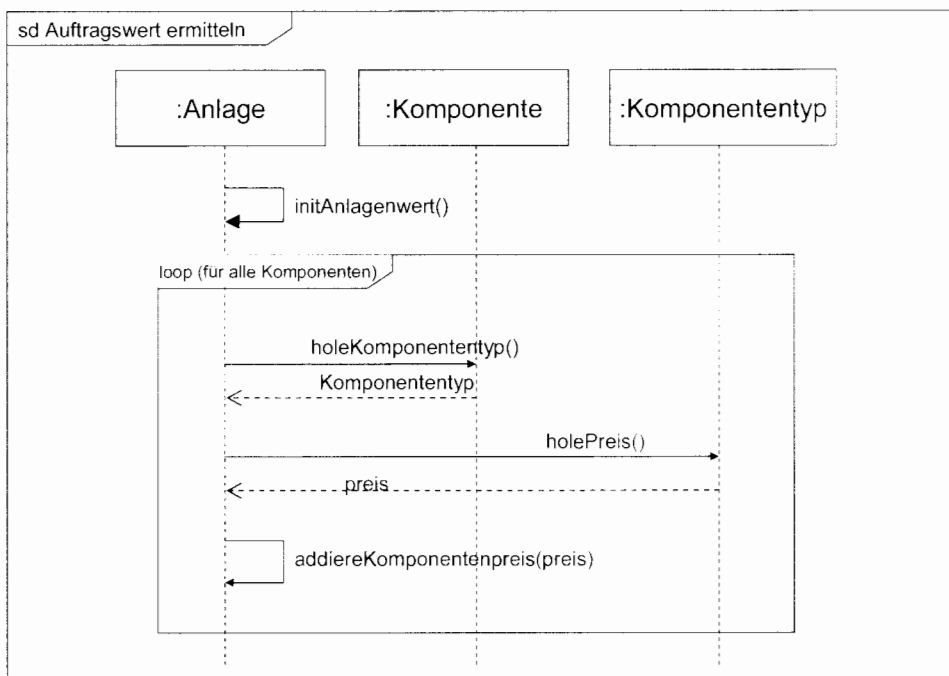 sd Auftragswert ermitteln
:Anlage
:Komponente
:Komponententyp
initAnlagenwert()
loop (für alle Komponenten)
holeKomponententyp()
Komponententyp
holePreis()
preis
addiereKomponentenpreis(preis)